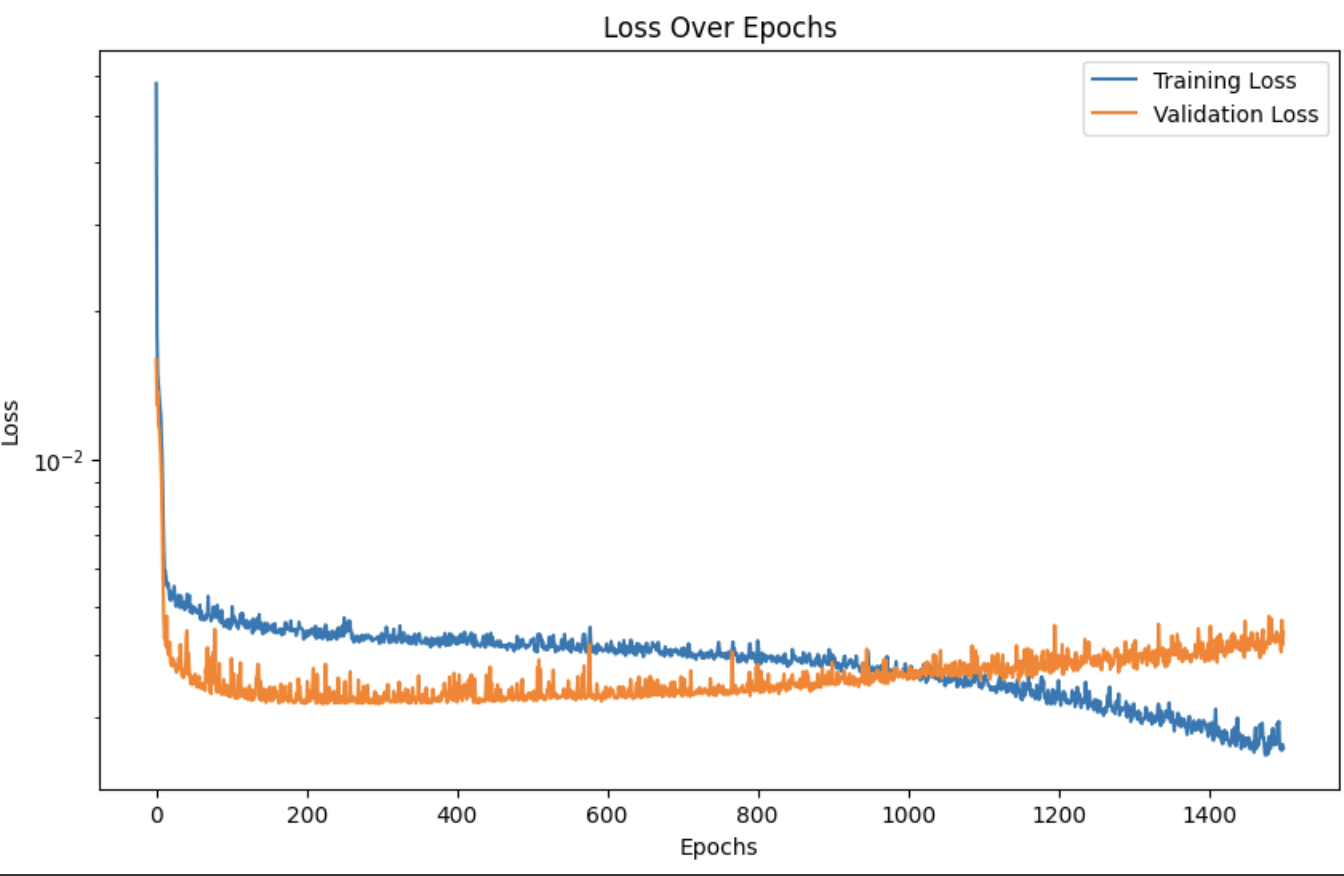 Loss Over Epochs
Training Loss
Validation Loss
Loss
10⁻²
0 200 400 600 800 1000 1200 1400
Epochs